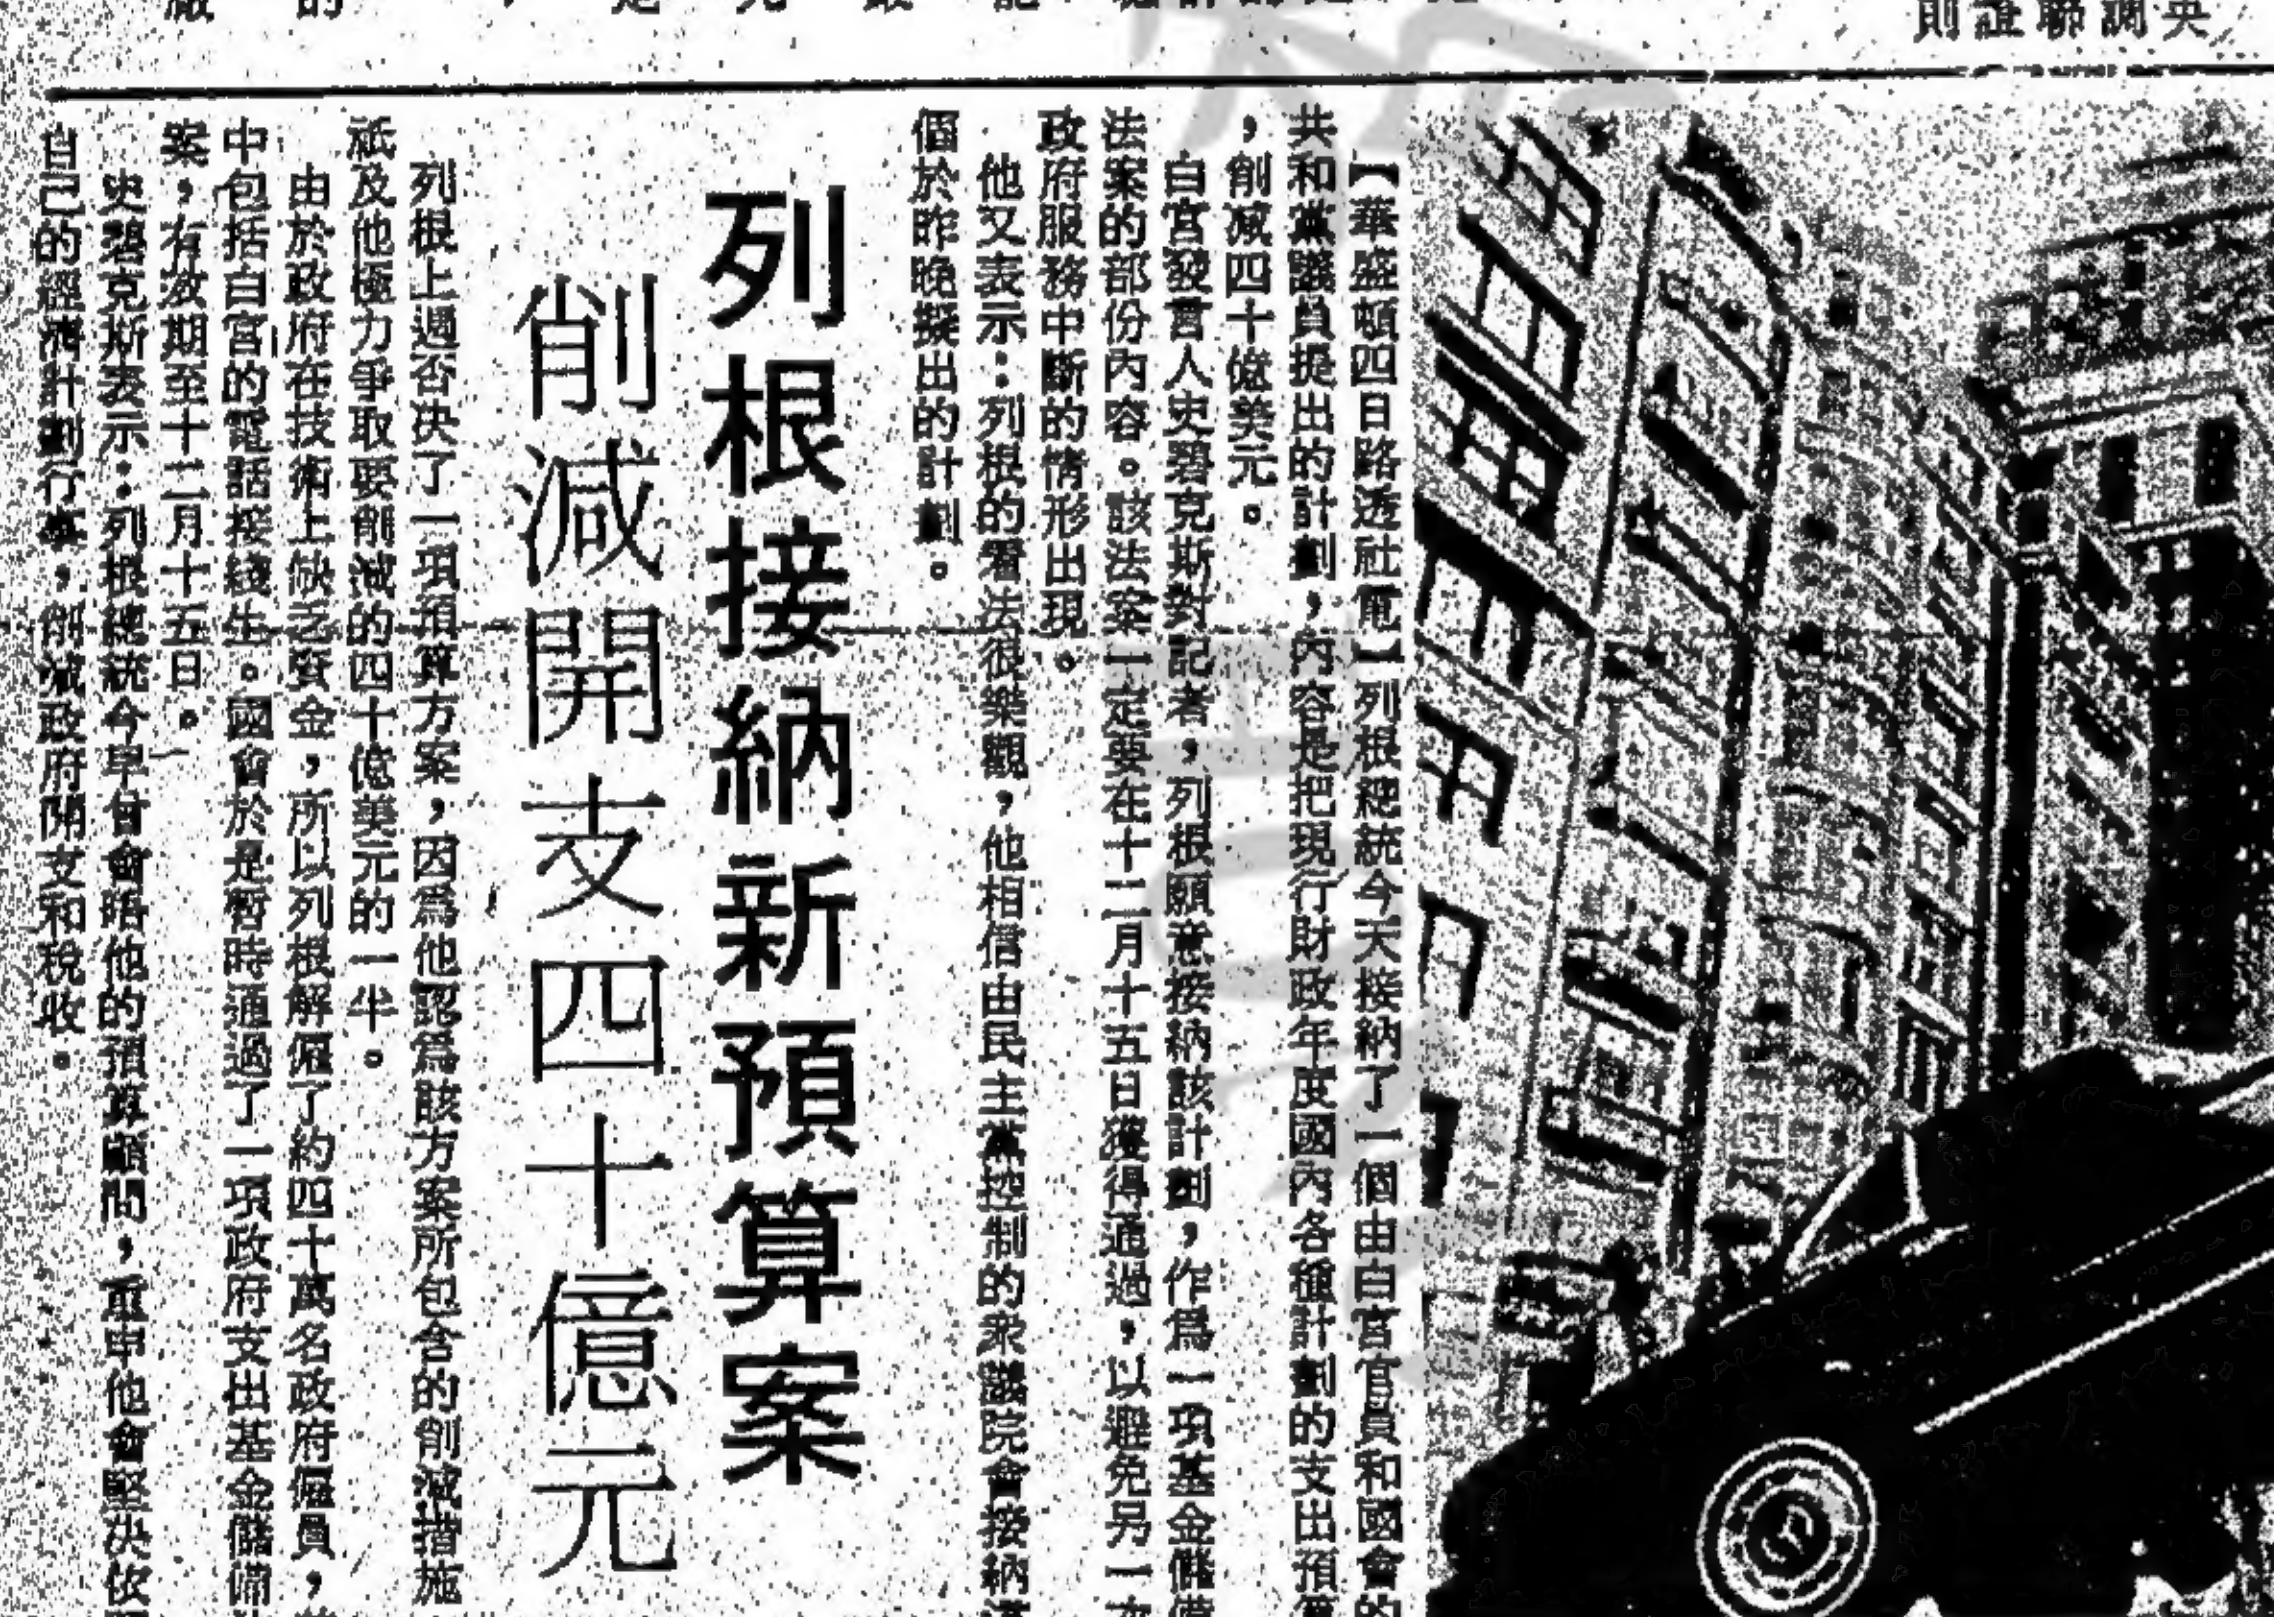 則證聯調央
列根接納新預算案
削減開支四十億元
【華盛頓四日路透社電】列根總統今天接納了一個由白宮官員和國會的
共和黨議員提出的計劃，內容是把現行財政年度國內各種計劃的支出預
，削减四十億美元。
白宮發言人史碧克斯對記者，列根願意接納該計劃，作爲一項基金儲備
法案的部份內容。該法案一定要在十二月十五日獲得通過，以避免另一次
政府服務中斷的情形出現。
他又表示：列根的看法很樂觀，他相信由民主黨控制的衆議院會接納這
個於昨晚擬出的計劃。
列根上週否决了一項預算方案，因爲他認爲該方案所包含的削減措施
祇及他極力爭取要削減的四十億美元的一半。
由於政府在技術上缺乏資金，所以列根解僱了約四十萬名政府僱員，
中包括白宮的電話接綫生。國會於是暫時通過了一項政府支出基金儲備
案，有效期至十二月十五日。
史碧克斯表示：列根總統今早曾會晤他的預算顧問，重申他會堅决依
自己的經濟計劃行事，削減政府開支和稅收。